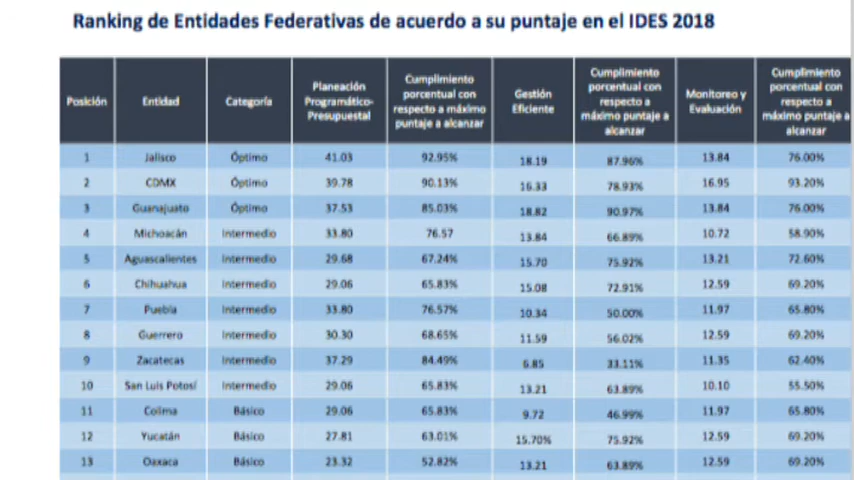 Ranking de Entidades Federativas de acuerdo a su puntaje en el IDES 2018
Posición Entidad Categoría Planeación Programático-Presupuestal Cumplimiento porcentual con respecto a máximo puntaje a alcanzar Gestión Eficiente Cumplimiento porcentual con respecto a máximo puntaje a alcanzar Monitoreo y Evaluación Cumplimiento porcentual con respecto a máximo puntaje a alcanzar
1 Jalisco Óptimo 41.03 92.95% 18.19 87.96% 13.84 76.00%
2 CDMX Óptimo 39.78 90.13% 16.33 78.93% 16.95 93.20%
3 Guanajuato Óptimo 37.53 85.03% 18.82 90.97% 13.84 76.00%
4 Michoacán Intermedio 33.80 76.57 13.84 66.89% 10.72 58.90%
5 Aguascalientes Intermedio 29.68 67.24% 15.70 75.92% 13.21 72.60%
6 Chihuahua Intermedio 29.06 65.83% 15.08 72.91% 12.59 69.20%
7 Puebla Intermedio 33.80 76.57% 10.34 50.00% 11.97 65.80%
8 Guerrero Intermedio 30.30 68.65% 11.59 56.02% 12.59 69.20%
9 Zacatecas Intermedio 37.29 84.49% 6.85 33.11% 11.35 62.40%
10 San Luis Potosí Intermedio 29.06 65.83% 13.21 63.89% 10.10 55.50%
11 Colima Básico 29.06 65.83% 9.72 46.99% 11.97 65.80%
12 Yucatán Básico 27.81 63.01% 15.70% 75.92% 12.59 69.20%
13 Oaxaca Básico 23.32 52.82% 13.21 63.89% 12.59 69.20%